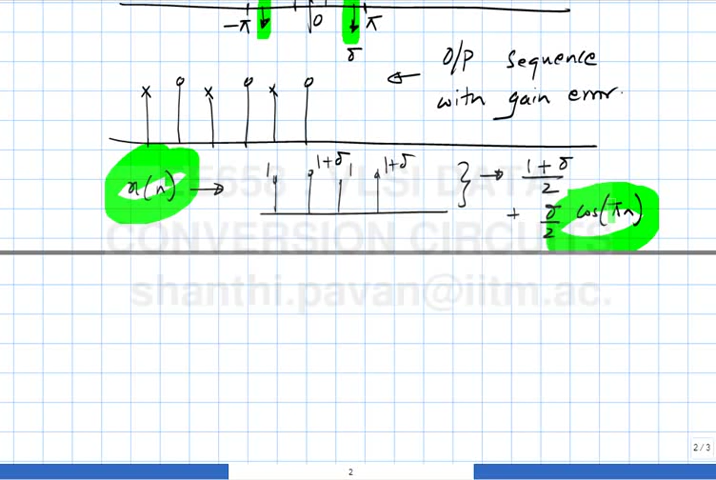 -π 0 π
δ
O/P sequence
with gain error.
x(n) → 1 1+δ 1 1+δ } → 1+δ/2
+ δ/2 cos(πn)
EE658 VLSI DATA
CONVERSION CIRCUITS
shanthi.pavan@iitm.ac.
2/3
2